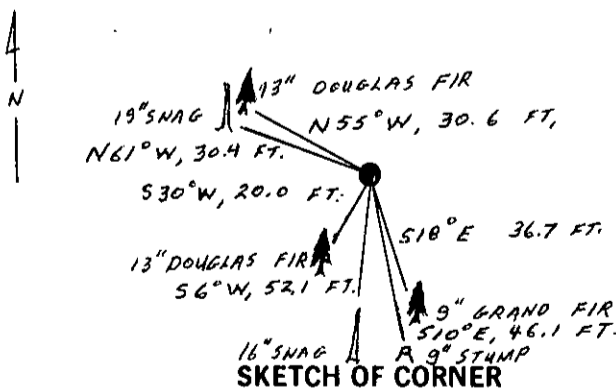 13" DOUGLAS FIR
19" SNAG
N55°W, 30.6 FT,
N61°W, 30.4 FT.
S30°W, 20.0 FT.
N
S18°E 36.7 FT.
13" DOUGLAS FIR
S6°W, 52.1 FT.
9" GRAND FIR
S10°E, 46.1 FT.
16" SNAG
9" STUMP
SKETCH OF CORNER